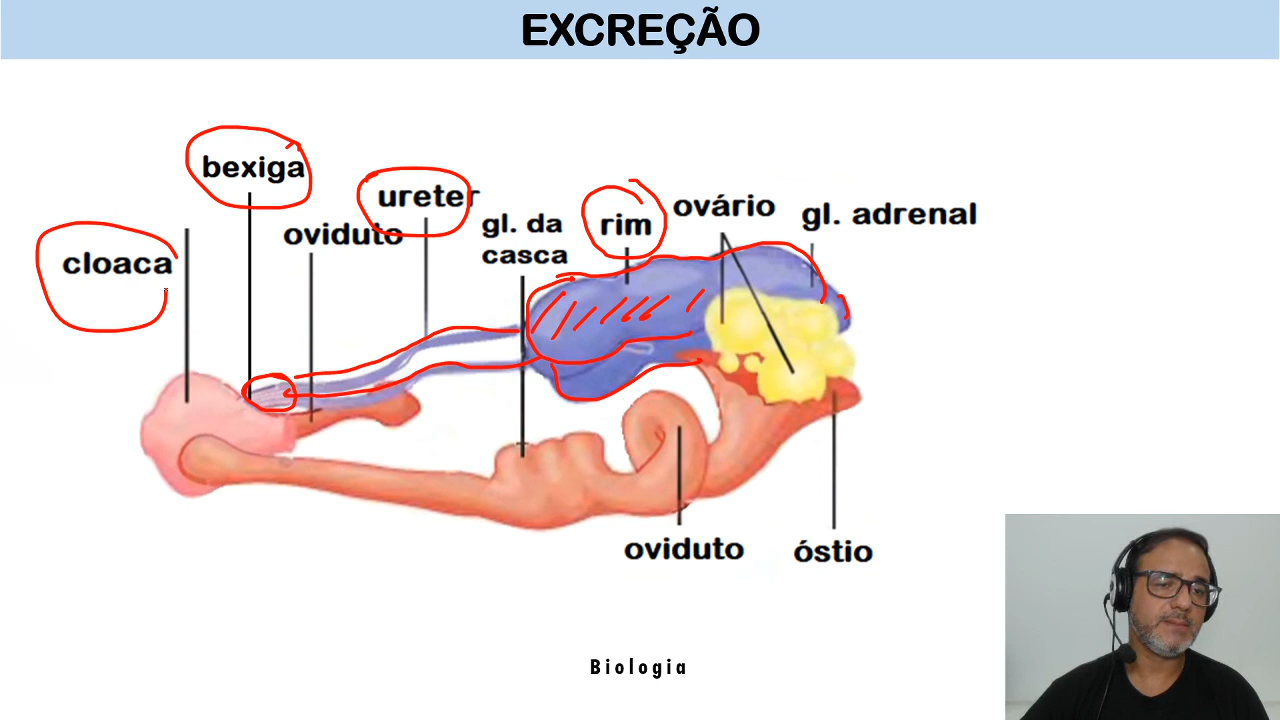 EXCREÇÃO
bexiga
ureter
rim
ovário
gl. adrenal
oviduto
gl. da
casca
cloaca
oviduto
óstio
Biologia